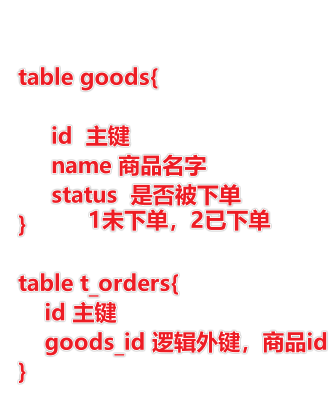 table goods{
id 主键
name 商品名字
status 是否被下单
} 1未下单，2已下单
table t_orders{
id 主键
goods_id 逻辑外键，商品id
}